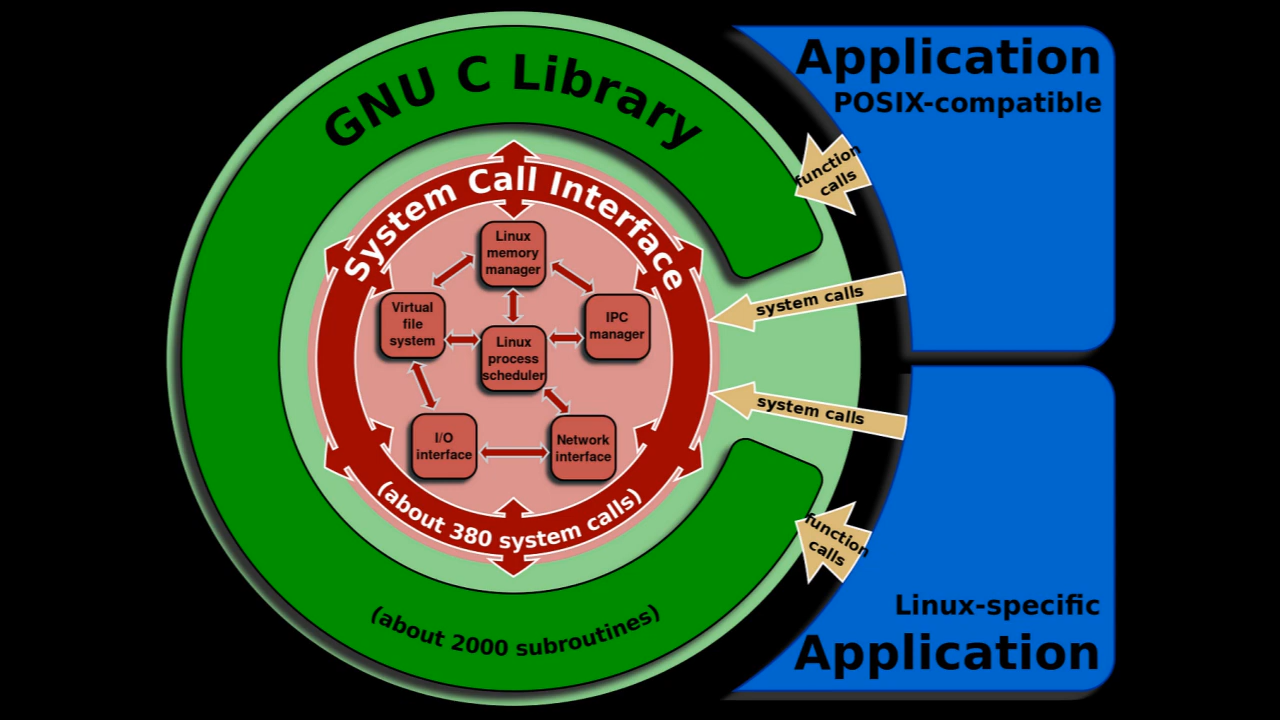 GNU C Library
System Call Interface
Linux
memory
manager
Virtual
file
system
IPC
manager
Linux
process
scheduler
I/O
interface
Network
interface
(about 380 system calls)
(about 2000 subroutines)
Application
POSIX-compatible
function
calls
system calls
system calls
function
calls
Linux-specific
Application